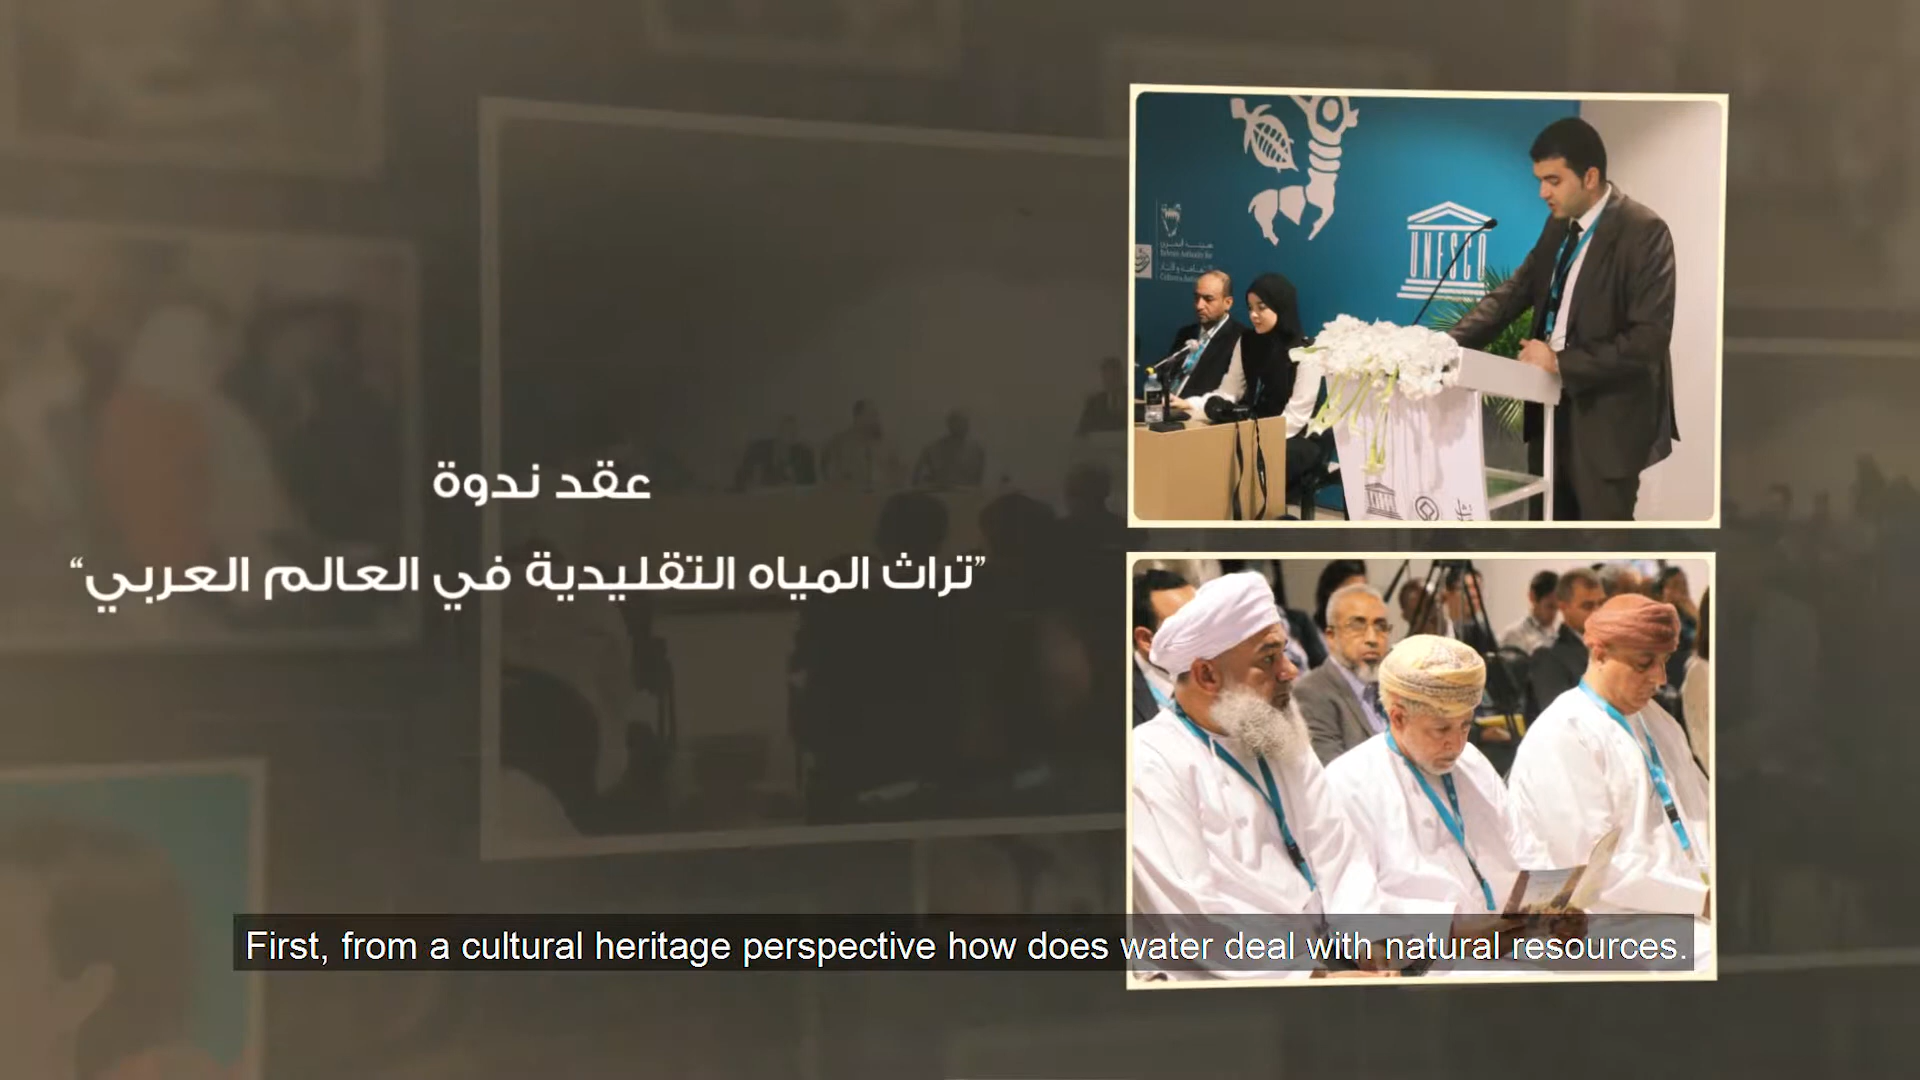 عقد ندوة
”تراث المياه التقليدية في العالم العربي“
UNESCO
First, from a cultural heritage perspective how does water deal with natural resources.